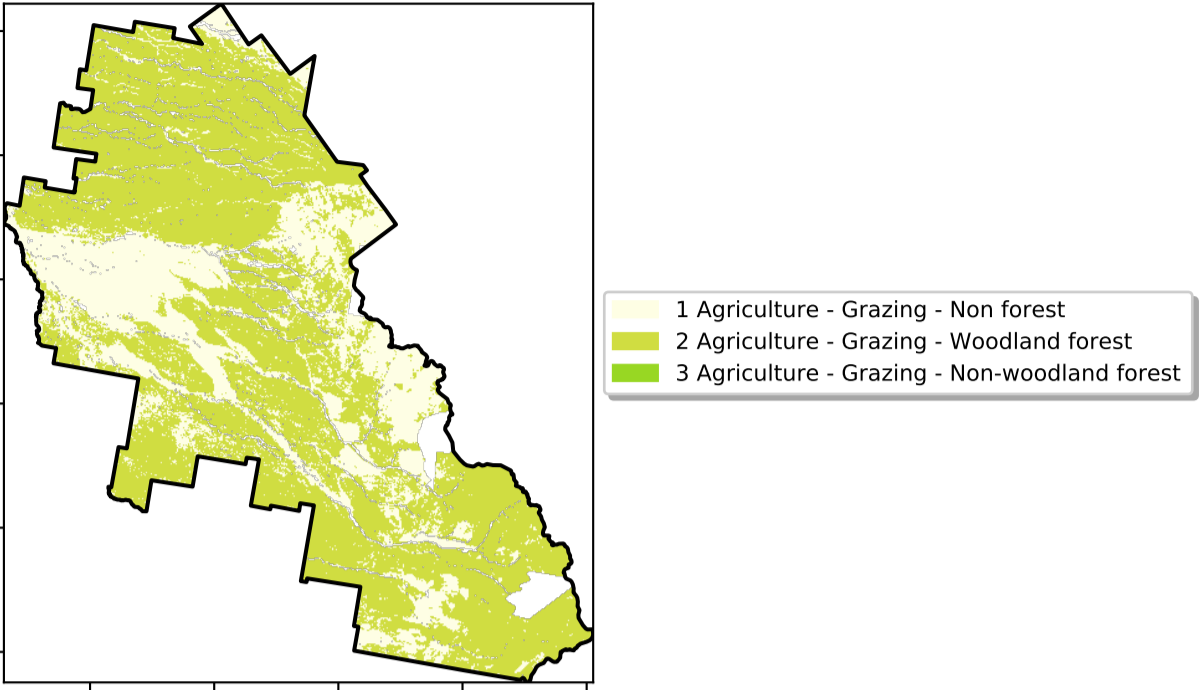 1 Agriculture - Grazing - Non forest
2 Agriculture - Grazing - Woodland forest
3 Agriculture - Grazing - Non-woodland forest